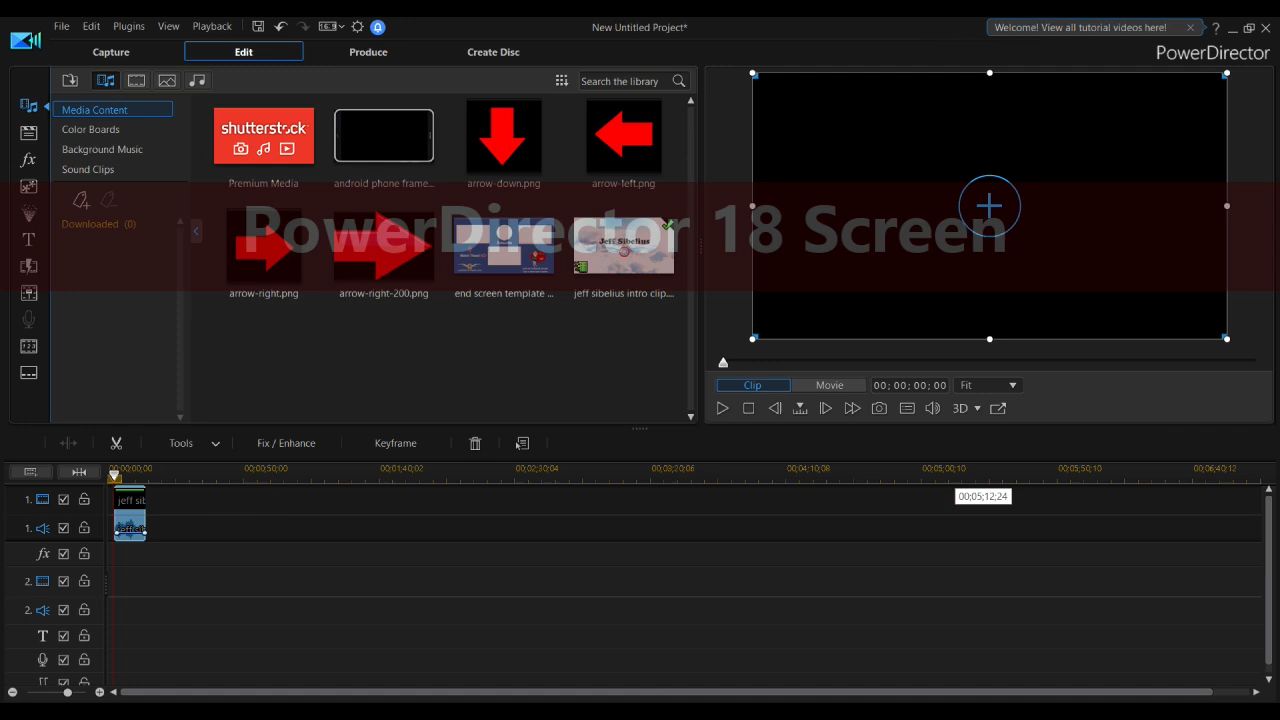 File Edit Plugins View Playback
16:9
New Untitled Project*
Welcome! View all tutorial videos here!
?
Capture Edit Produce Create Disc
PowerDirector
Search the library
Media Content
Color Boards
Background Music
Sound Clips
Downloaded (0)
shutterstock
Premium Media
android phone frame...
arrow-down.png
arrow-left.png
PowerDirector 18 Screen
Jeff Sibelius
arrow-right.png
arrow-right-200.png
end screen template ...
jeff sibelius intro clip....
fx
T
Clip Movie 00; 00; 00; 00 Fit
3D
Tools Fix / Enhance Keyframe
00;00;00;00 00;00;50;00 00;01;40;02 00;02;30;04 00;03;20;06 00;04;10;08 00;05;00;10 00;05;50;10 00;06;40;12
00;05;12;24
1. jeff sib
1.
fx
2.
2.
T